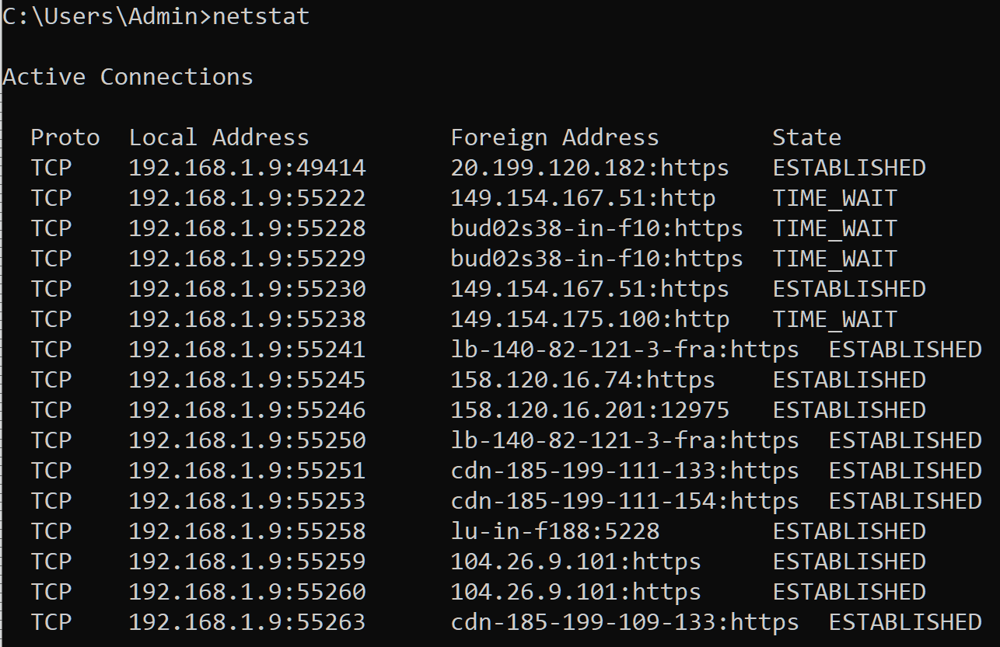 C:\Users\Admin>netstat
Active Connections
Proto  Local Address          Foreign Address        State
TCP    192.168.1.9:49414      20.199.120.182:https   ESTABLISHED
TCP    192.168.1.9:55222      149.154.167.51:http    TIME_WAIT
TCP    192.168.1.9:55228      bud02s38-in-f10:https  TIME_WAIT
TCP    192.168.1.9:55229      bud02s38-in-f10:https  TIME_WAIT
TCP    192.168.1.9:55230      149.154.167.51:https   ESTABLISHED
TCP    192.168.1.9:55238      149.154.175.100:http   TIME_WAIT
TCP    192.168.1.9:55241      lb-140-82-121-3-fra:https  ESTABLISHED
TCP    192.168.1.9:55245      158.120.16.74:https    ESTABLISHED
TCP    192.168.1.9:55246      158.120.16.201:12975   ESTABLISHED
TCP    192.168.1.9:55250      lb-140-82-121-3-fra:https  ESTABLISHED
TCP    192.168.1.9:55251      cdn-185-199-111-133:https  ESTABLISHED
TCP    192.168.1.9:55253      cdn-185-199-111-154:https  ESTABLISHED
TCP    192.168.1.9:55258      lu-in-f188:5228        ESTABLISHED
TCP    192.168.1.9:55259      104.26.9.101:https     ESTABLISHED
TCP    192.168.1.9:55260      104.26.9.101:https     ESTABLISHED
TCP    192.168.1.9:55263      cdn-185-199-109-133:https  ESTABLISHED